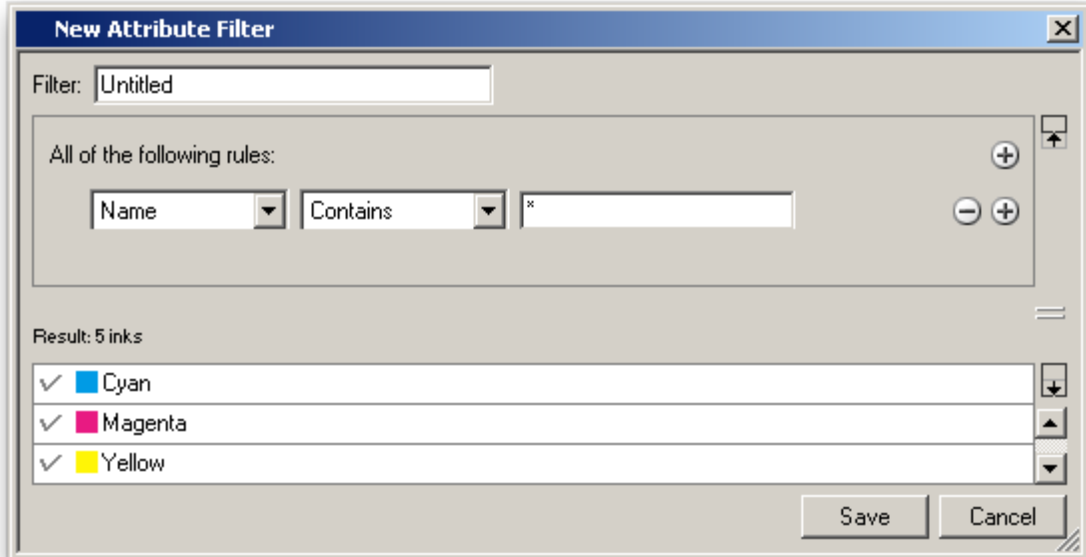 New Attribute Filter
Filter: Untitled
All of the following rules:
Name Contains *
Result: 5 inks
Cyan
Magenta
Yellow
Save Cancel